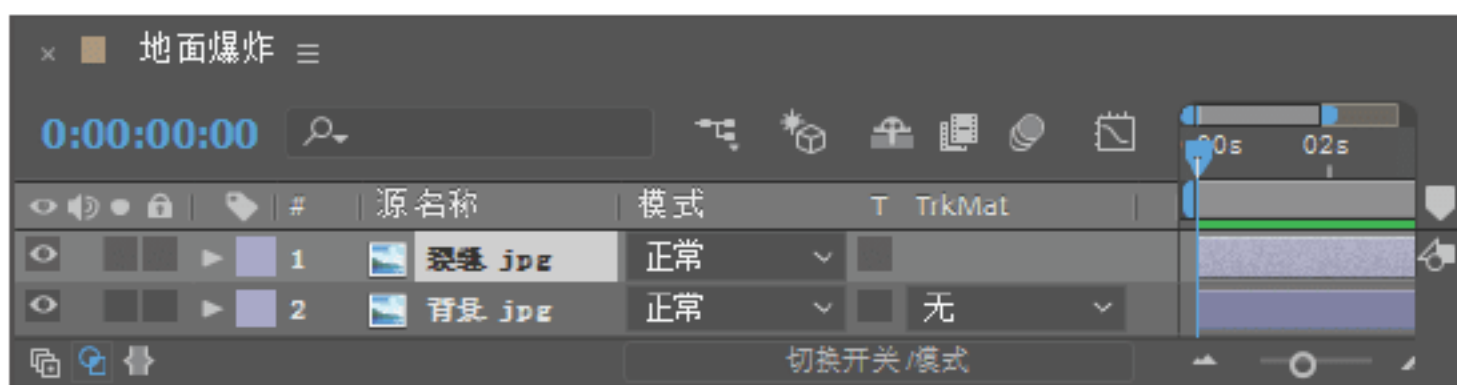 × 地面爆炸
0:00:00:00
:00s 02s
# 源名称 模式 T TrkMat
1 裂缝.jpg 正常
2 背景.jpg 正常 无
切换开关/模式